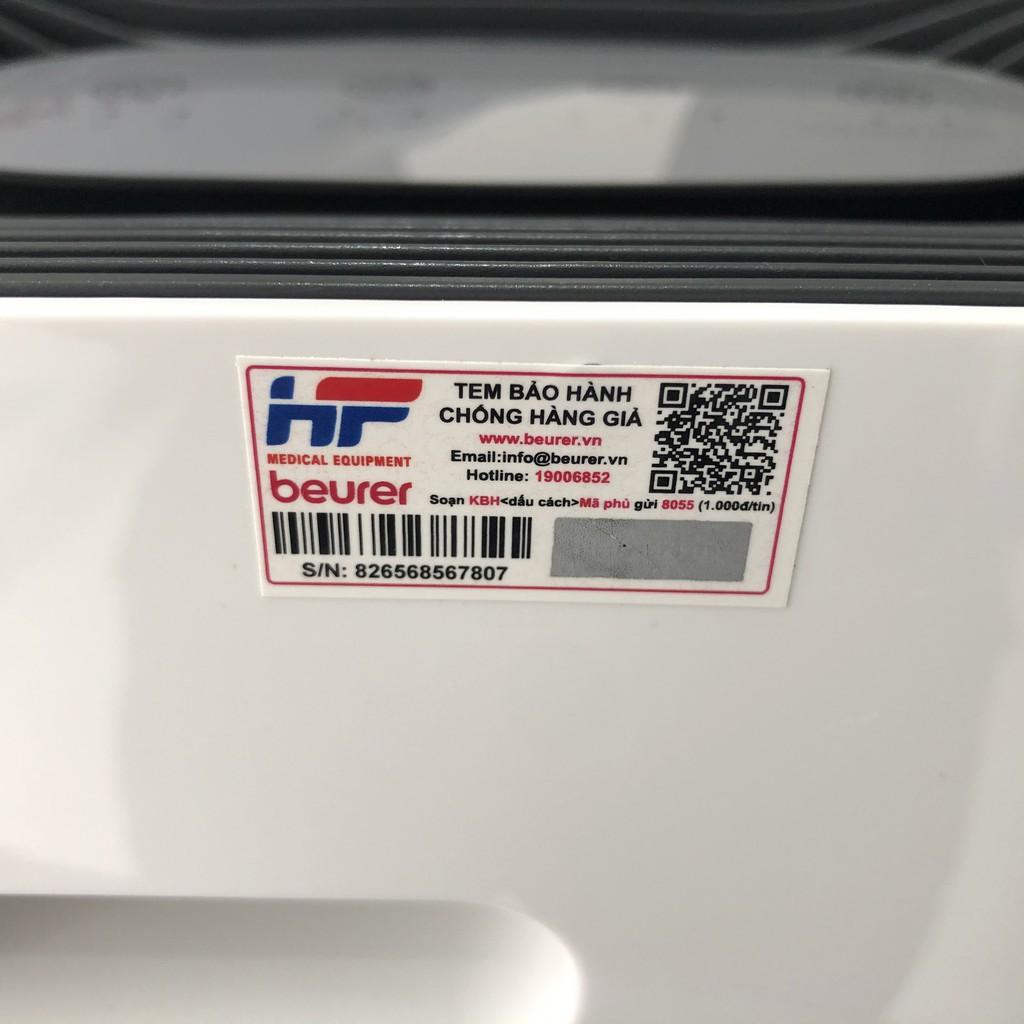 HF
MEDICAL EQUIPMENT
beurer
TEM BẢO HÀNH
CHỐNG HÀNG GIẢ
www.beurer.vn
Email:info@beurer.vn
Hotline: 19006852
Soạn KBH<dấu cách>Mã phủ gửi 8055 (1.000đ/tin)
S/N: 826568567807